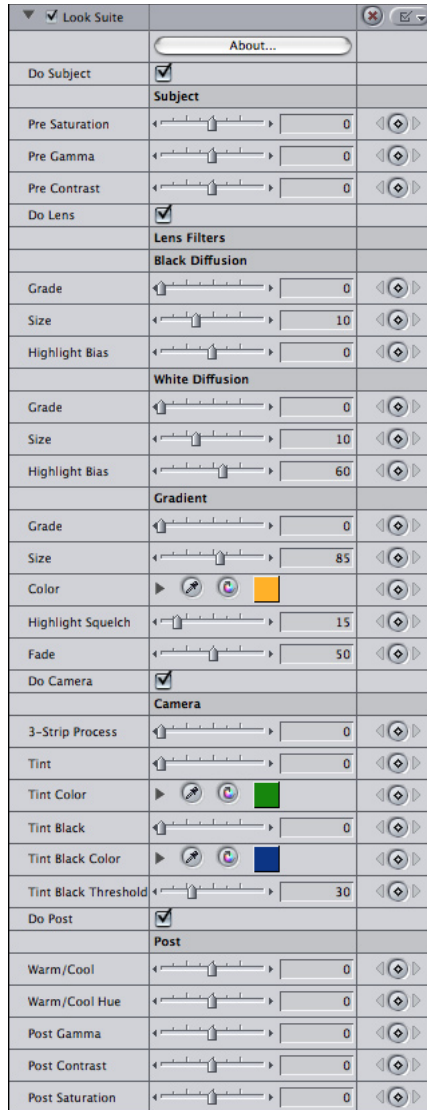 Look Suite
About...
Do Subject
Subject
Pre Saturation 0
Pre Gamma 0
Pre Contrast 0
Do Lens
Lens Filters
Black Diffusion
Grade 0
Size 10
Highlight Bias 0
White Diffusion
Grade 0
Size 10
Highlight Bias 60
Gradient
Grade 0
Size 85
Color
Highlight Squelch 15
Fade 50
Do Camera
Camera
3-Strip Process 0
Tint 0
Tint Color
Tint Black 0
Tint Black Color
Tint Black Threshold 30
Do Post
Post
Warm/Cool 0
Warm/Cool Hue 0
Post Gamma 0
Post Contrast 0
Post Saturation 0